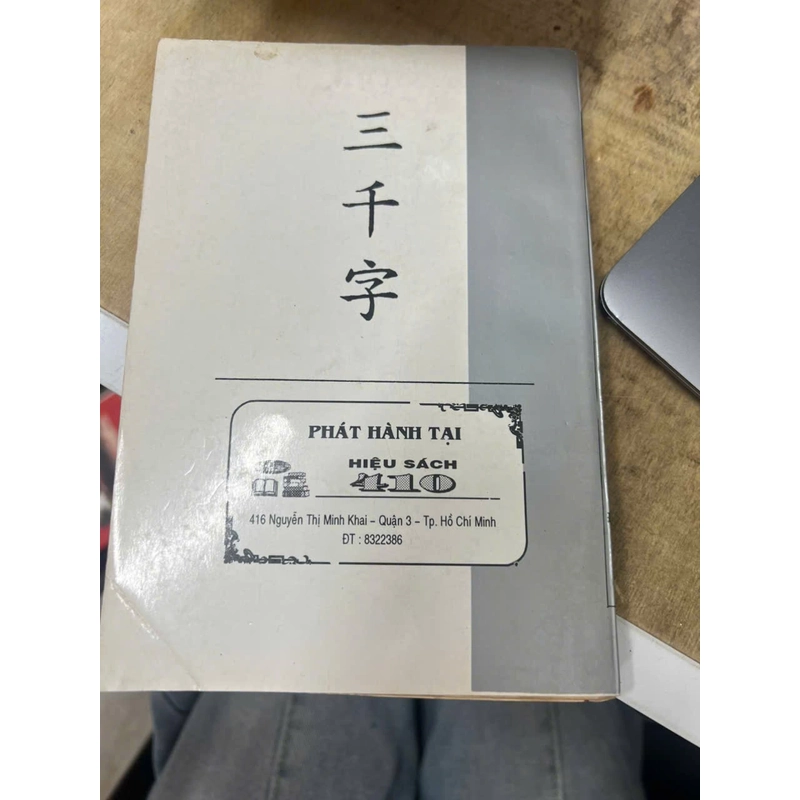 三千字
PHÁT HÀNH TẠI
HIỆU SÁCH
410
416 Nguyễn Thị Minh Khai – Quận 3 – Tp. Hồ Chí Minh
ĐT : 8322386